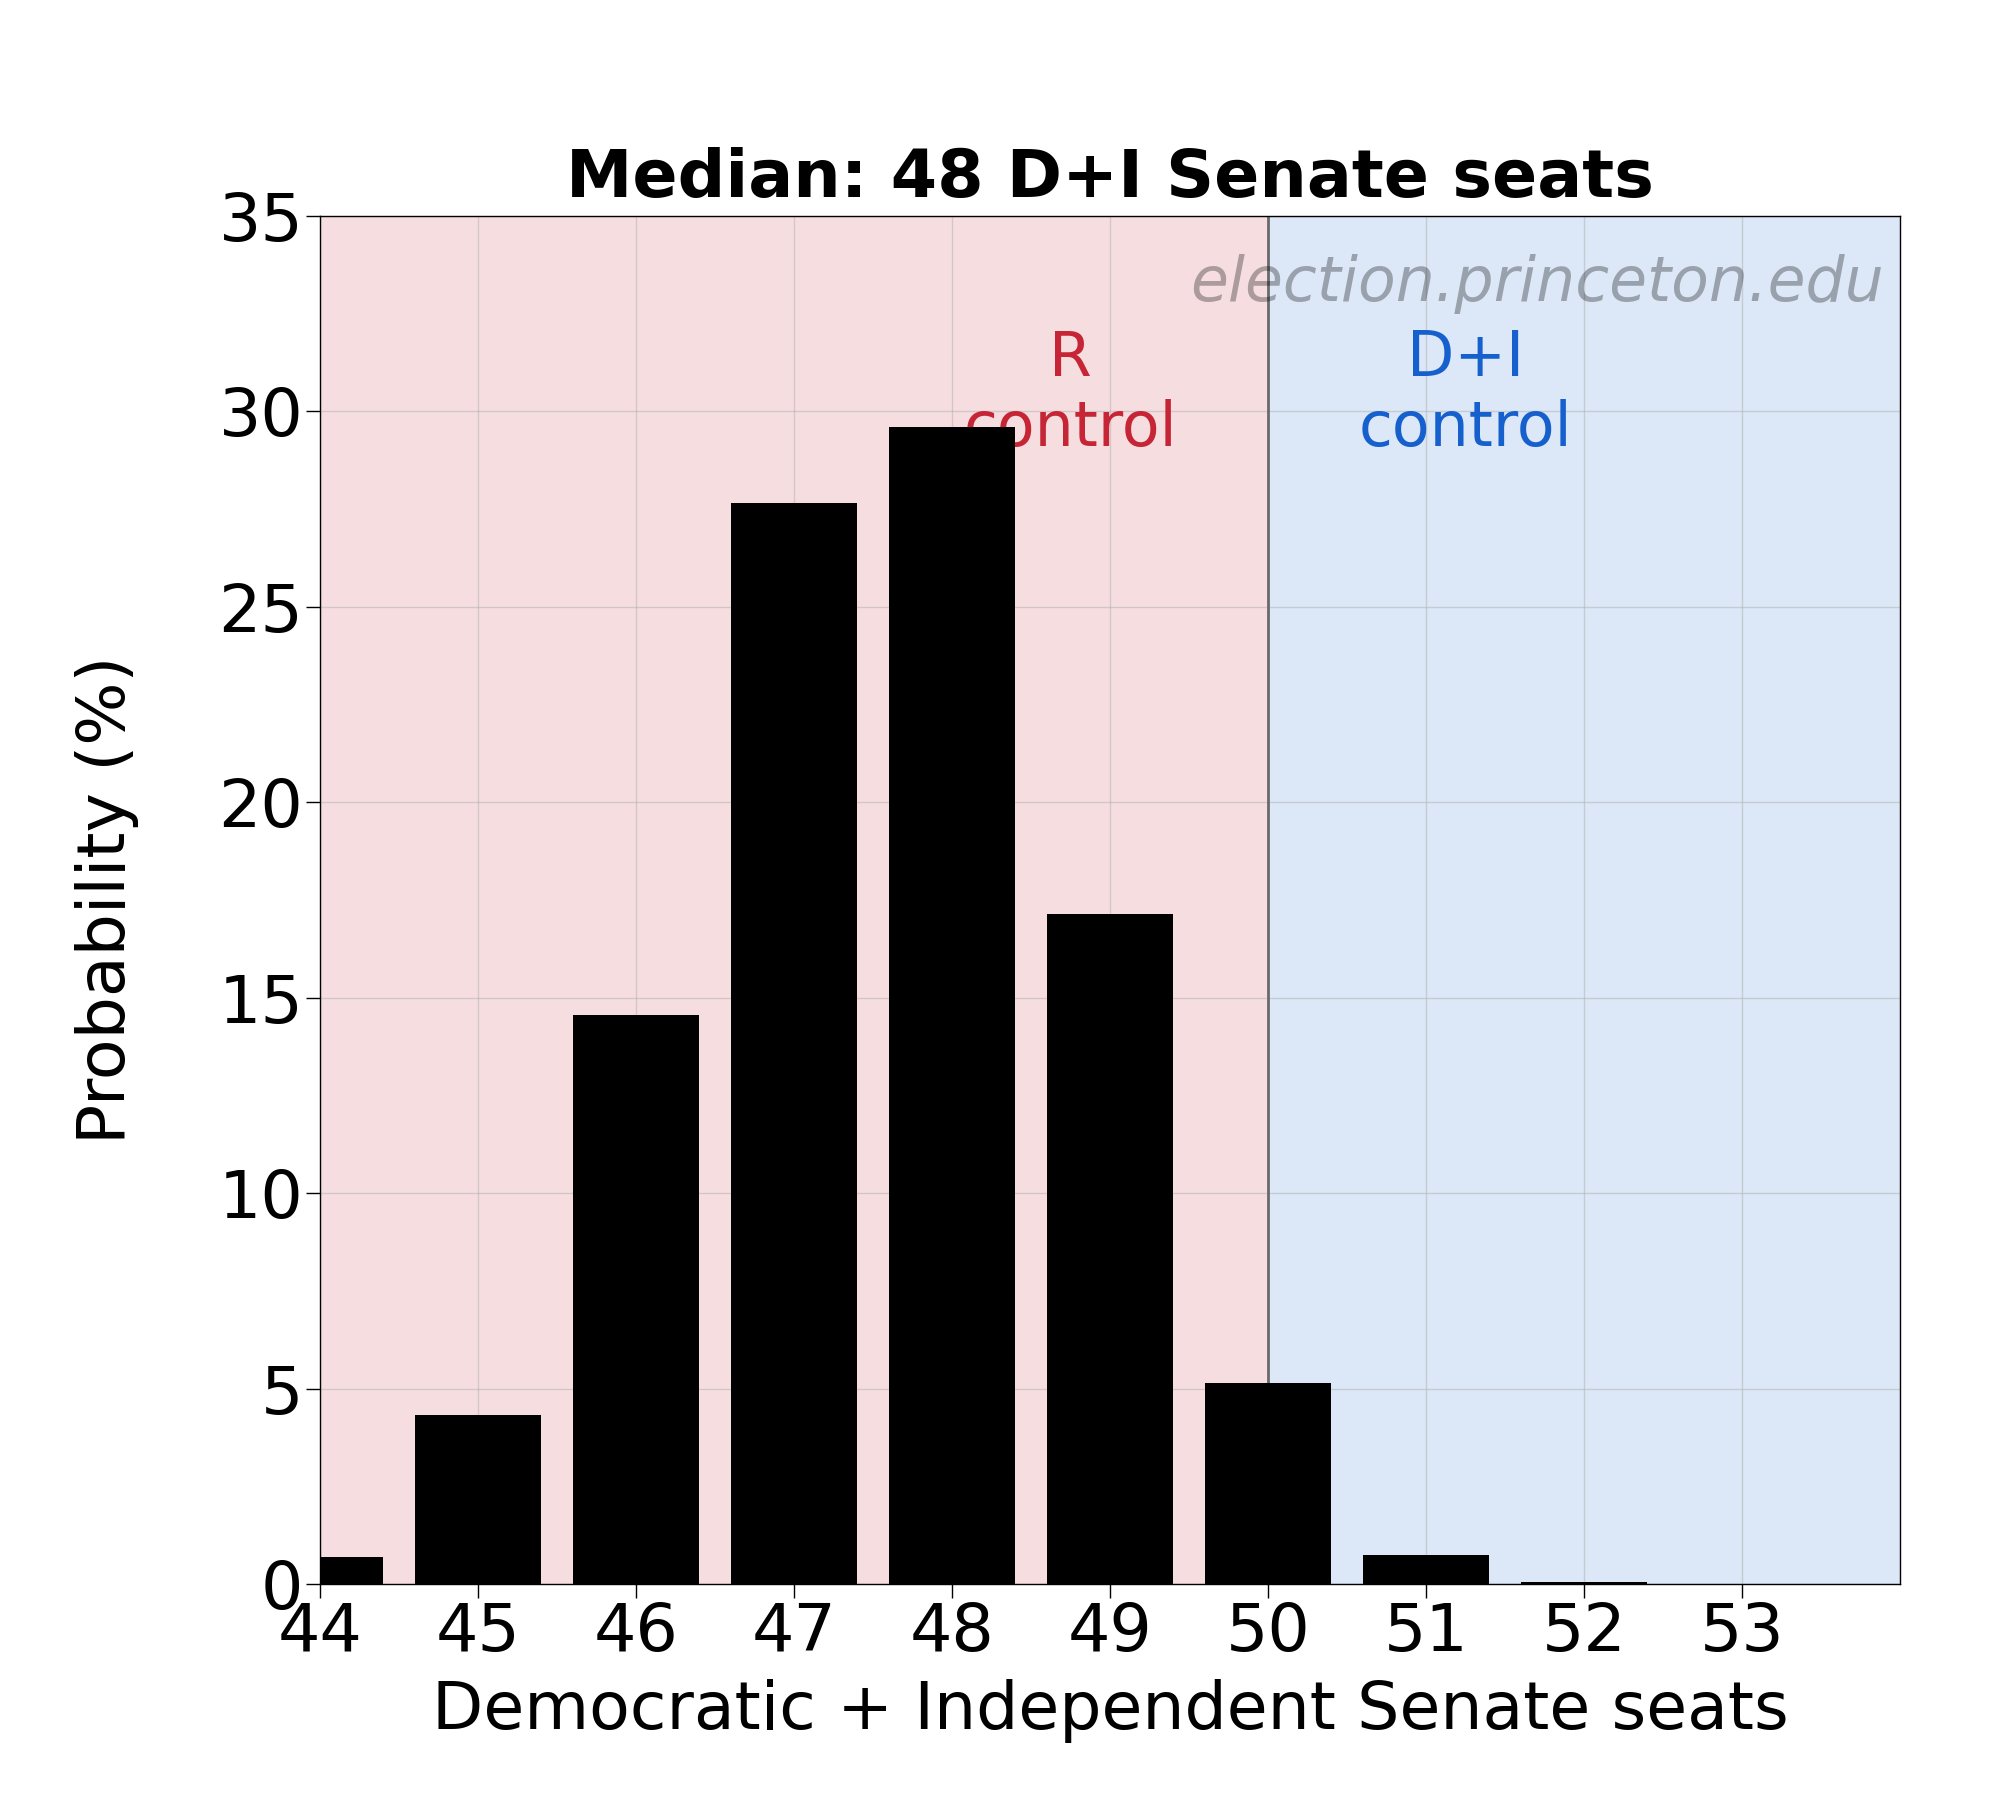 Median: 48 D+I Senate seats
election.princeton.edu
R
control
D+I
control
Probability (%)
35
30
25
20
15
10
5
0
44 45 46 47 48 49 50 51 52 53
Democratic + Independent Senate seats